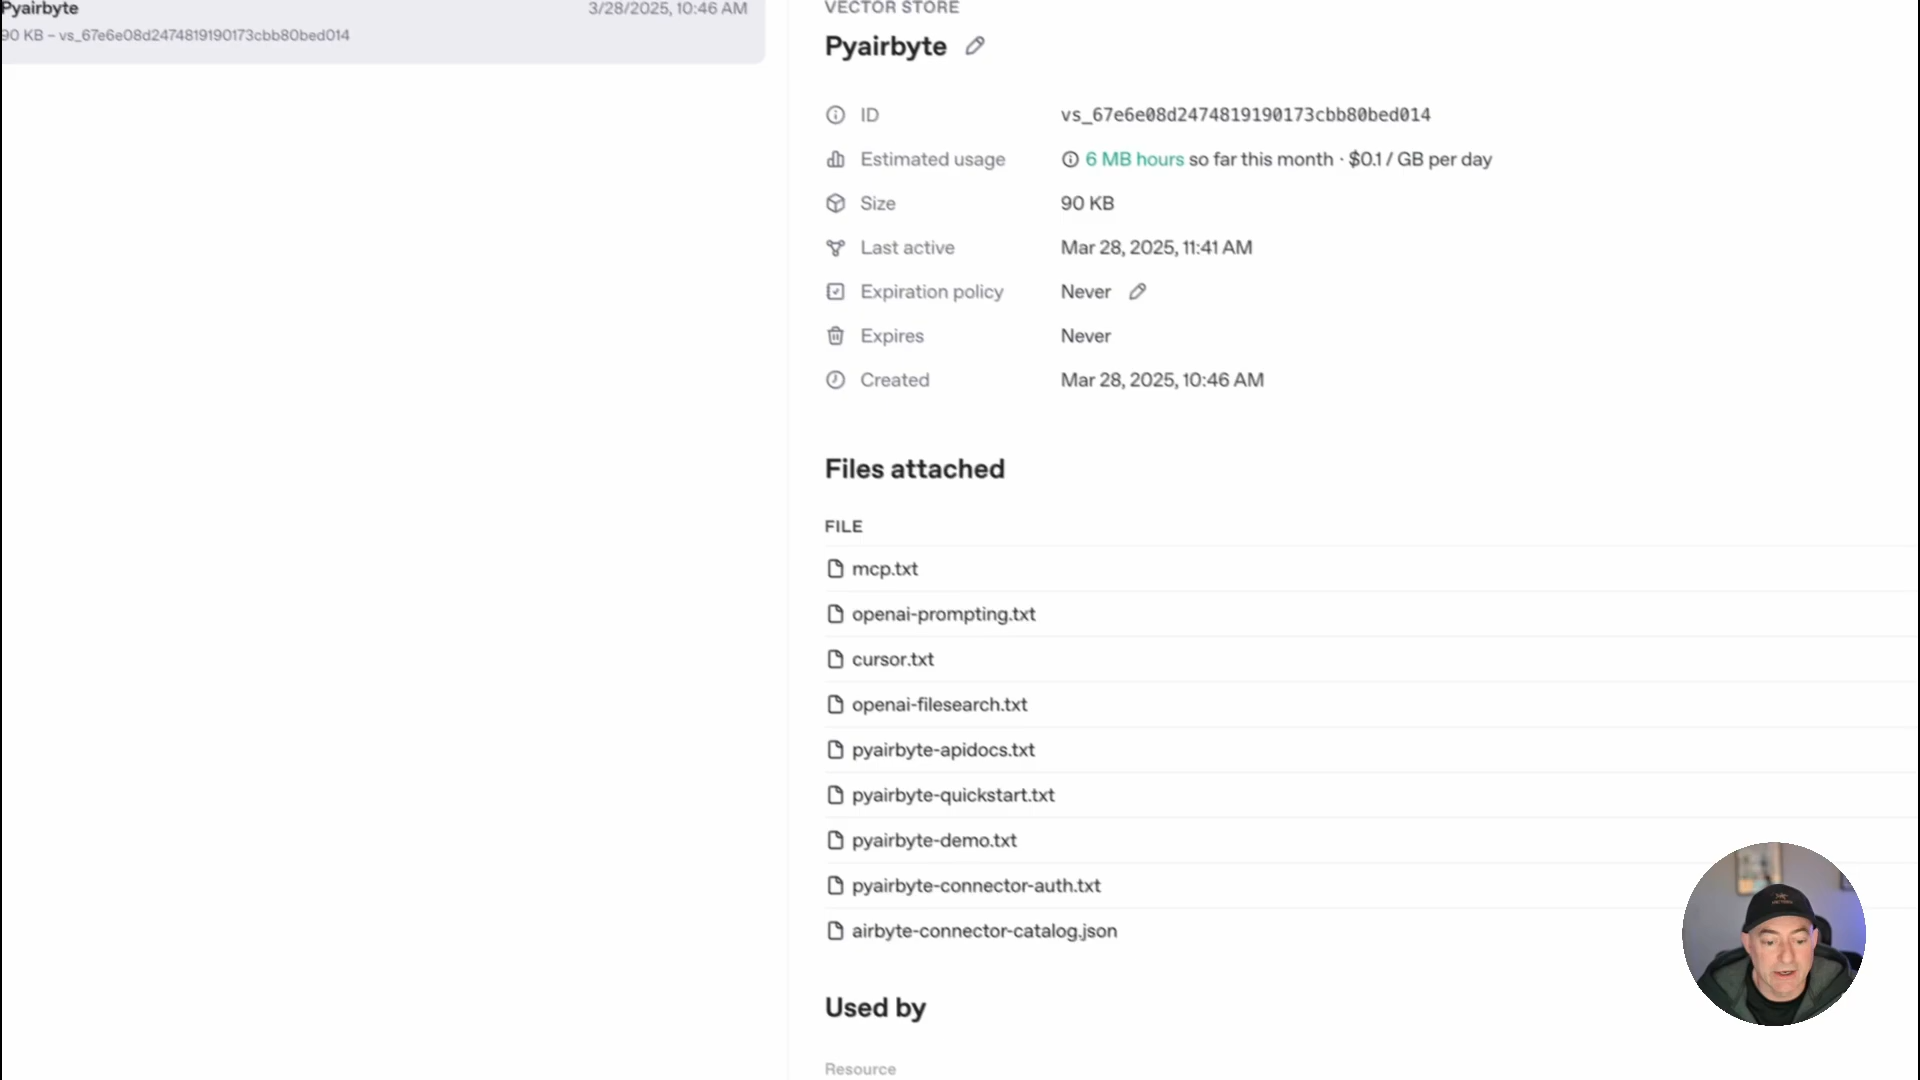 Pyairbyte 3/28/2025, 10:46 AM
90 KB – vs_67e6e08d2474819190173cbb80bed014
VECTOR STORE
Pyairbyte
ID vs_67e6e08d2474819190173cbb80bed014
Estimated usage 6 MB hours so far this month · $0.1 / GB per day
Size 90 KB
Last active Mar 28, 2025, 11:41 AM
Expiration policy Never
Expires Never
Created Mar 28, 2025, 10:46 AM
Files attached
FILE
mcp.txt
openai-prompting.txt
cursor.txt
openai-filesearch.txt
pyairbyte-apidocs.txt
pyairbyte-quickstart.txt
pyairbyte-demo.txt
pyairbyte-connector-auth.txt
airbyte-connector-catalog.json
Used by
Resource